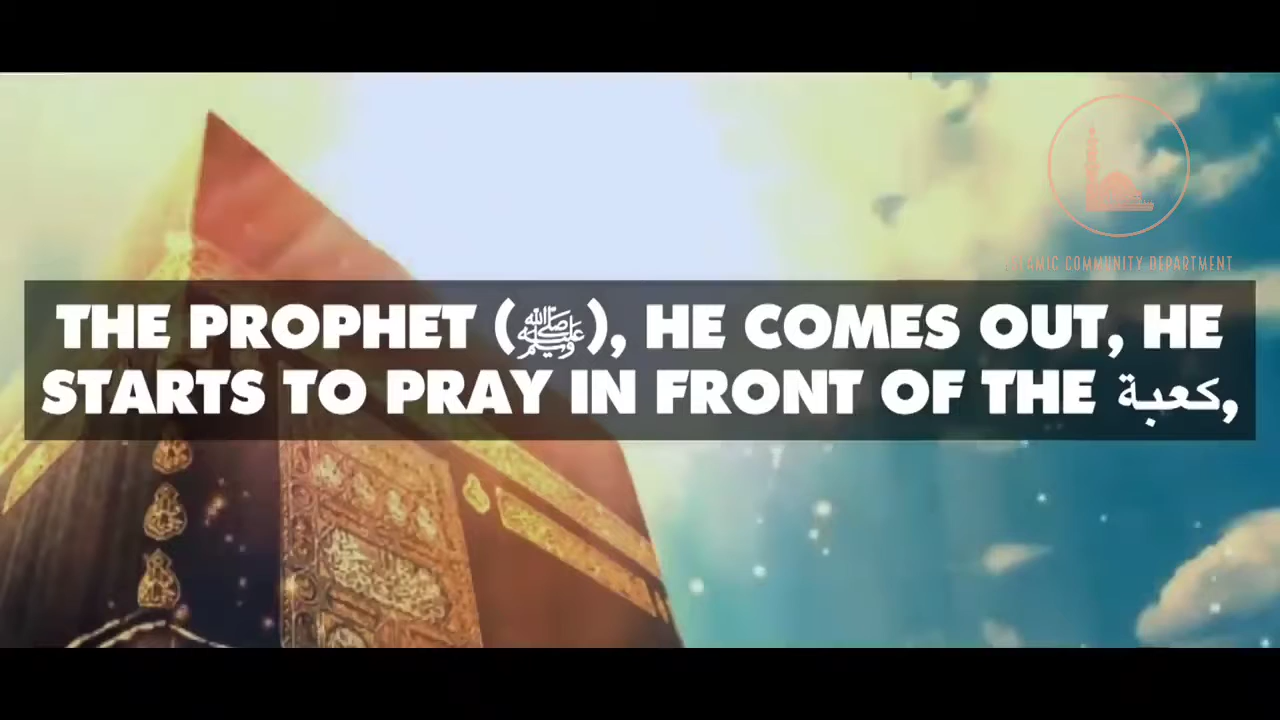 ISLAMIC COMMUNITY DEPARTMENT
THE PROPHET (ﷺ), HE COMES OUT, HE
STARTS TO PRAY IN FRONT OF THE كعبة,